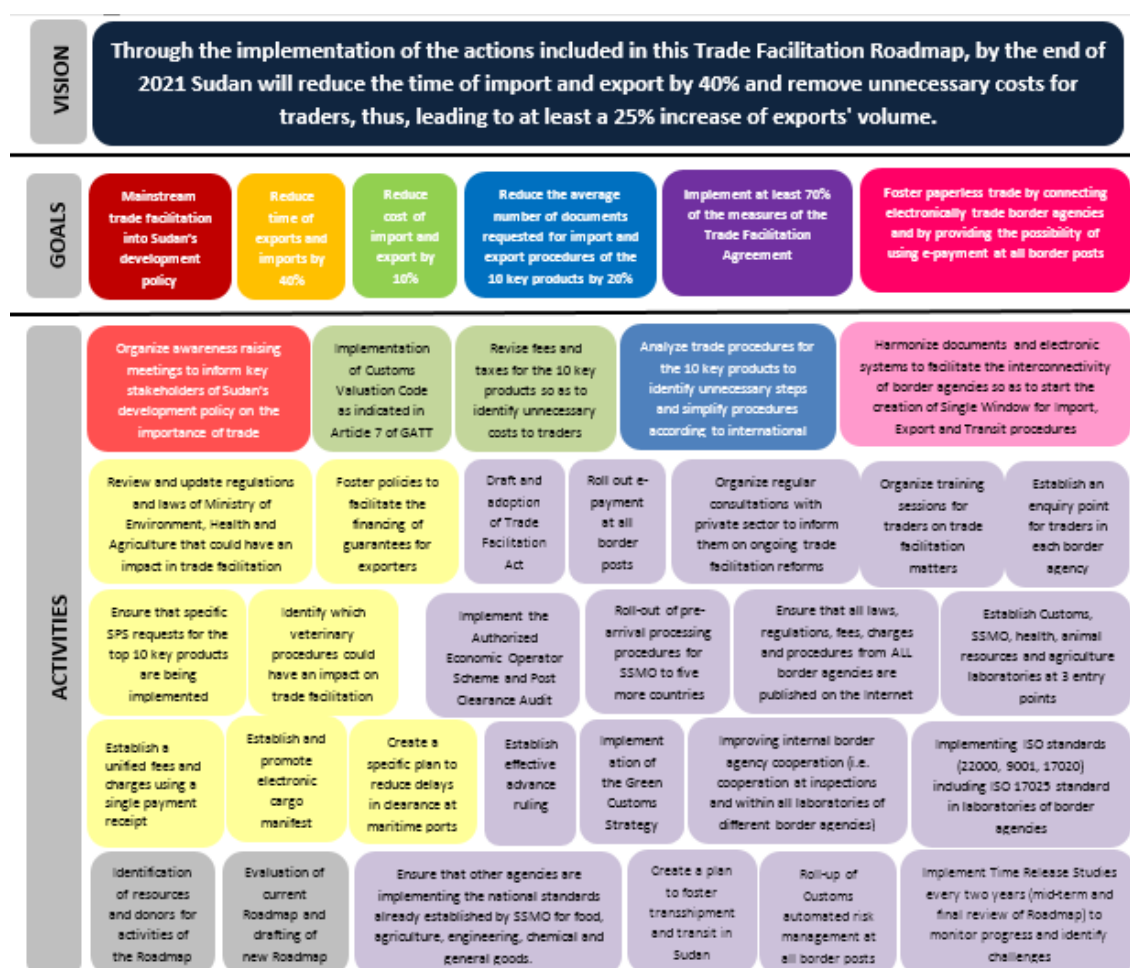 VISION
Through the implementation of the actions included in this Trade Facilitation Roadmap, by the end of
2021 Sudan will reduce the time of import and export by 40% and remove unnecessary costs for
traders, thus, leading to at least a 25% increase of exports' volume.
GOALS
Mainstream
trade facilitation
into Sudan's
development
policy
Reduce
time of
exports and
imports by
40%
Reduce
cost of
import and
export by
10%
Reduce the average
number of documents
requested for import and
export procedures of the
10 key products by 20%
Implement at least 70%
of the measures of the
Trade Facilitation
Agreement
Foster paperless trade by connecting
electronically trade border agencies
and by providing the possibility of
using e-payment at all border posts
ACTIVITIES
Organize awareness raising
meetings to inform key
stakeholders of Sudan's
development policy on the
importance of trade
Implementation
of Customs
Valuation Code
as indicated in
Article 7 of GATT
Revise fees and
taxes for the 10 key
products so as to
identify unnecessary
costs to traders
Analyze trade procedures for
the 10 key products to
identify unnecessary steps
and simplify procedures
according to international
Harmonize documents and electronic
systems to facilitate the interconnectivity
of border agencies so as to start the
creation of Single Window for Import,
Export and Transit procedures
Review and update regulations
and laws of Ministry of
Environment, Health and
Agriculture that could have an
impact in trade facilitation
Foster policies to
facilitate the
financing of
guarantees for
exporters
Draft and
adoption
of Trade
Facilitation
Act
Roll out e-
payment
at all
border
posts
Organize regular
consultations with
private sector to inform
them on ongoing trade
facilitation reforms
Organize training
sessions for
traders on trade
facilitation
matters
Establish an
enquiry point
for traders in
each border
agency
Ensure that specific
SPS requests for the
top 10 key products
are being
implemented
Identify which
veterinary
procedures could
have an impact on
trade facilitation
Implement the
Authorized
Economic Operator
Scheme and Post
Clearance Audit
Roll-out of pre-
arrival processing
procedures for
SSMO to five
more countries
Ensure that all laws,
regulations, fees, charges
and procedures from ALL
border agencies are
published on the Internet
Establish Customs,
SSMO, health, animal
resources and agriculture
laboratories at 3 entry
points
Establish a
unified fees and
charges using a
single payment
receipt
Establish and
promote
electronic
cargo
manifest
Create a
specific plan to
reduce delays
in clearance at
maritime ports
Establish
effective
advance
ruling
Implement
ation of
the Green
Customs
Strategy
Improving internal border
agency cooperation (i.e.
cooperation at inspections
and within all laboratories of
different border agencies)
Implementing ISO standards
(22000, 9001, 17020)
including ISO 17025 standard
in laboratories of border
agencies
Identification
of resources
and donors for
activities of
the Roadmap
Evaluation of
current
Roadmap and
drafting of
new Roadmap
Ensure that other agencies are
implementing the national standards
already established by SSMO for food,
agriculture, engineering, chemical and
general goods.
Create a plan
to foster
transshipment
and transit in
Sudan
Roll-up of
Customs
automated risk
management at
all border posts
Implement Time Release Studies
every two years (mid-term and
final review of Roadmap) to
monitor progress and identify
challenges